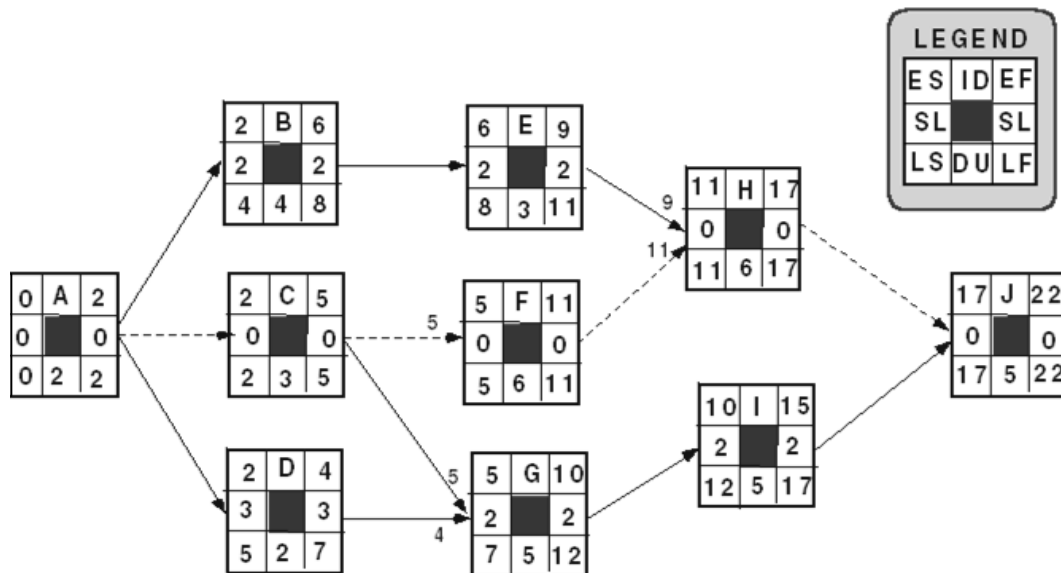 LEGEND
ES ID EF
SL SL
LS DU LF
2 B 6
2 2
4 4 8
6 E 9
2 2
8 3 11
9
11
11 H 17
0 0
11 6 17
0 A 2
0 0
0 2 2
2 C 5
0 0
2 3 5
5
5 F 11
0 0
5 6 11
17 J 22
0 0
17 5 22
2 D 4
3 3
5 2 7
5
4
5 G 10
2 2
7 5 12
10 I 15
2 2
12 5 17